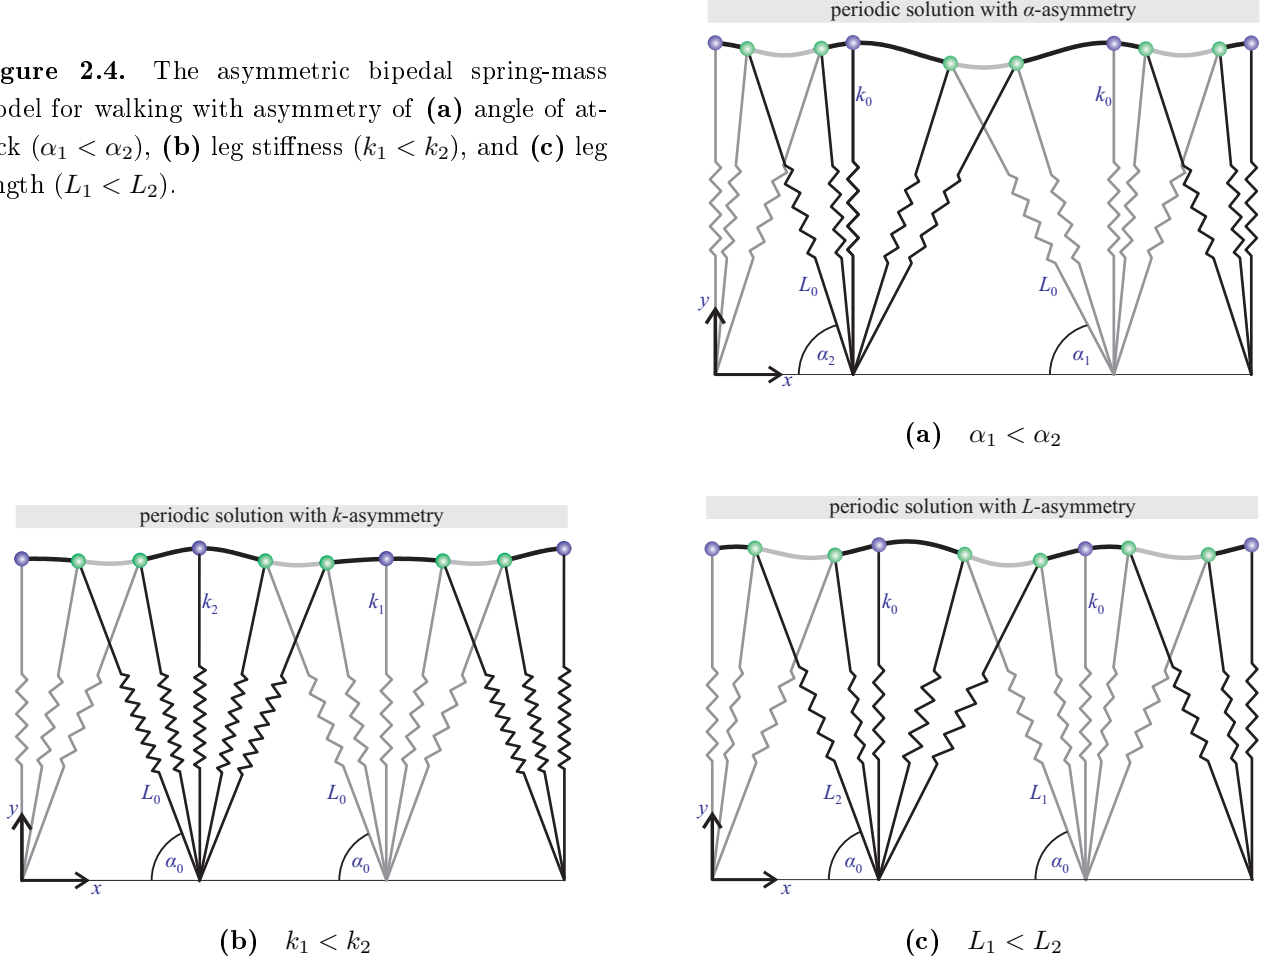 gure 2.4. The asymmetric bipedal spring-mass
odel for walking with asymmetry of (a) angle of at-
ck (α₁ < α₂), (b) leg stiffness (k₁ < k₂), and (c) leg
ngth (L₁ < L₂).
periodic solution with α-asymmetry
k₀
k₀
L₀
L₀
y
α₂
α₁
x
(a) α₁ < α₂
periodic solution with k-asymmetry
k₂
k₁
L₀
L₀
y
α₀
α₀
x
(b) k₁ < k₂
periodic solution with L-asymmetry
k₀
k₀
L₂
L₁
y
α₀
α₀
x
(c) L₁ < L₂